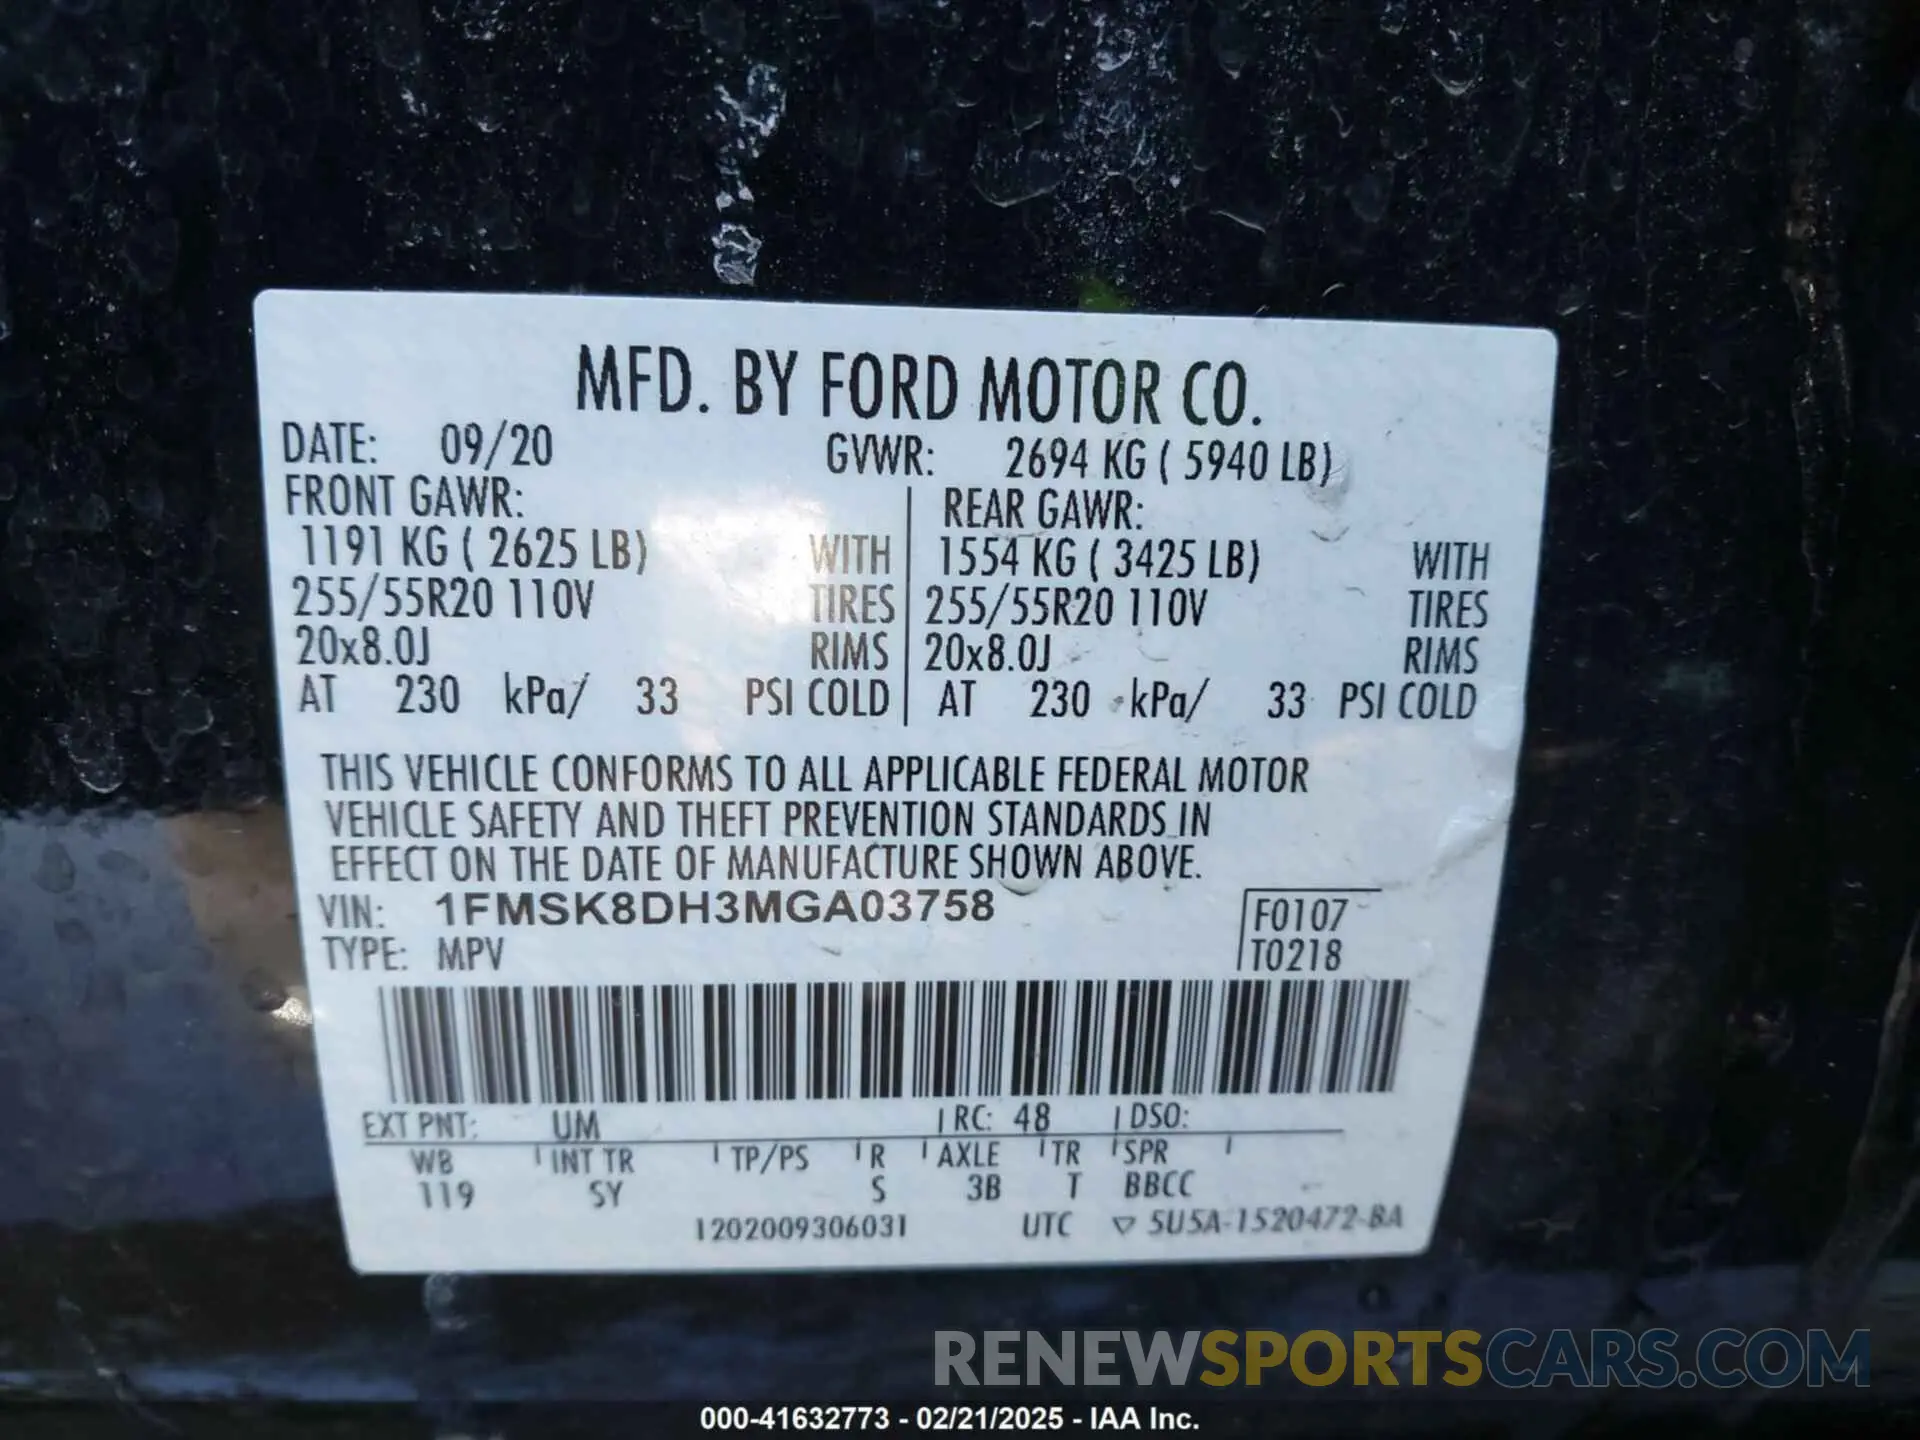 MFD. BY FORD MOTOR CO.
DATE: 09/20 GVWR: 2694 KG ( 5940 LB)
FRONT GAWR: REAR GAWR:
1191 KG ( 2625 LB) WITH 1554 KG ( 3425 LB) WITH
255/55R20 110V TIRES 255/55R20 110V TIRES
20x8.0J RIMS 20x8.0J RIMS
AT 230 kPa/ 33 PSI COLD AT 230 kPa/ 33 PSI COLD
THIS VEHICLE CONFORMS TO ALL APPLICABLE FEDERAL MOTOR
VEHICLE SAFETY AND THEFT PREVENTION STANDARDS IN
EFFECT ON THE DATE OF MANUFACTURE SHOWN ABOVE.
VIN: 1FMSK8DH3MGA03758 F0107
TYPE: MPV T0218
EXT PNT: UM RC: 48 DSO:
WB INT TR TP/PS R AXLE TR SPR
119 SY S 3B T BBCC
1202009306031 UTC ▽ 5U5A-1520472-BA
RENEWSPORTSCARS.COM
000-41632773 - 02/21/2025 - IAA Inc.